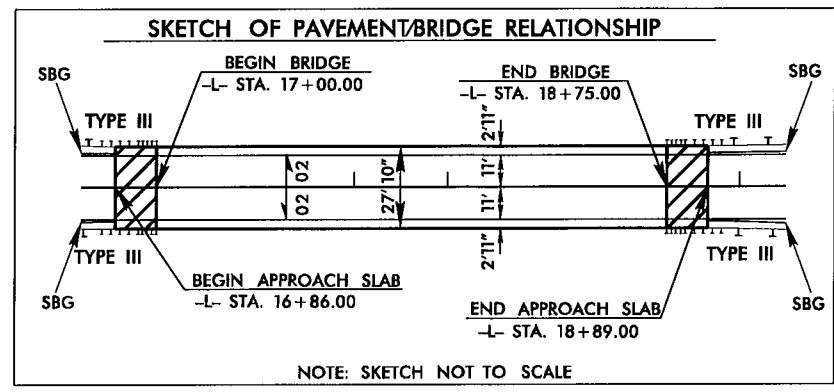 SKETCH OF PAVEMENT/BRIDGE RELATIONSHIP
SBG
BEGIN BRIDGE
-L- STA. 17+00.00
END BRIDGE
-L- STA. 18+75.00
SBG
TYPE III
TYPE III
2'11"
02
02
27' 10"
11'
11'
2'11"
TYPE III
TYPE III
SBG
BEGIN APPROACH SLAB
-L- STA. 16+86.00
END APPROACH SLAB
-L- STA. 18+89.00
SBG
NOTE: SKETCH NOT TO SCALE